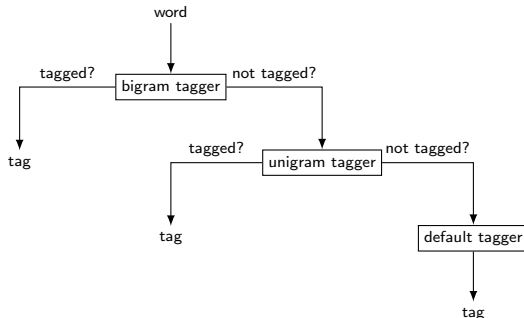 word
tagged?
bigram tagger
not tagged?
tag
tagged?
unigram tagger
not tagged?
tag
default tagger
tag